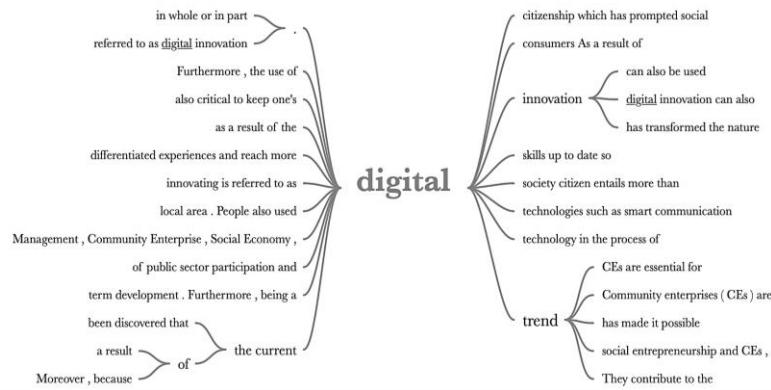 in whole or in part
referred to as digital innovation
.
Furthermore , the use of
also critical to keep one's
as a result of the
differentiated experiences and reach more
innovating is referred to as
local area . People also used
Management , Community Enterprise , Social Economy ,
of public sector participation and
term development . Furthermore , being a
been discovered that
a result
Moreover , because
of
the current
digital
citizenship which has prompted social
consumers As a result of
innovation
can also be used
digital innovation can also
has transformed the nature
skills up to date so
society citizen entails more than
technologies such as smart communication
technology in the process of
trend
CEs are essential for
Community enterprises ( CEs ) are
has made it possible
social entrepreneurship and CEs ,
They contribute to the